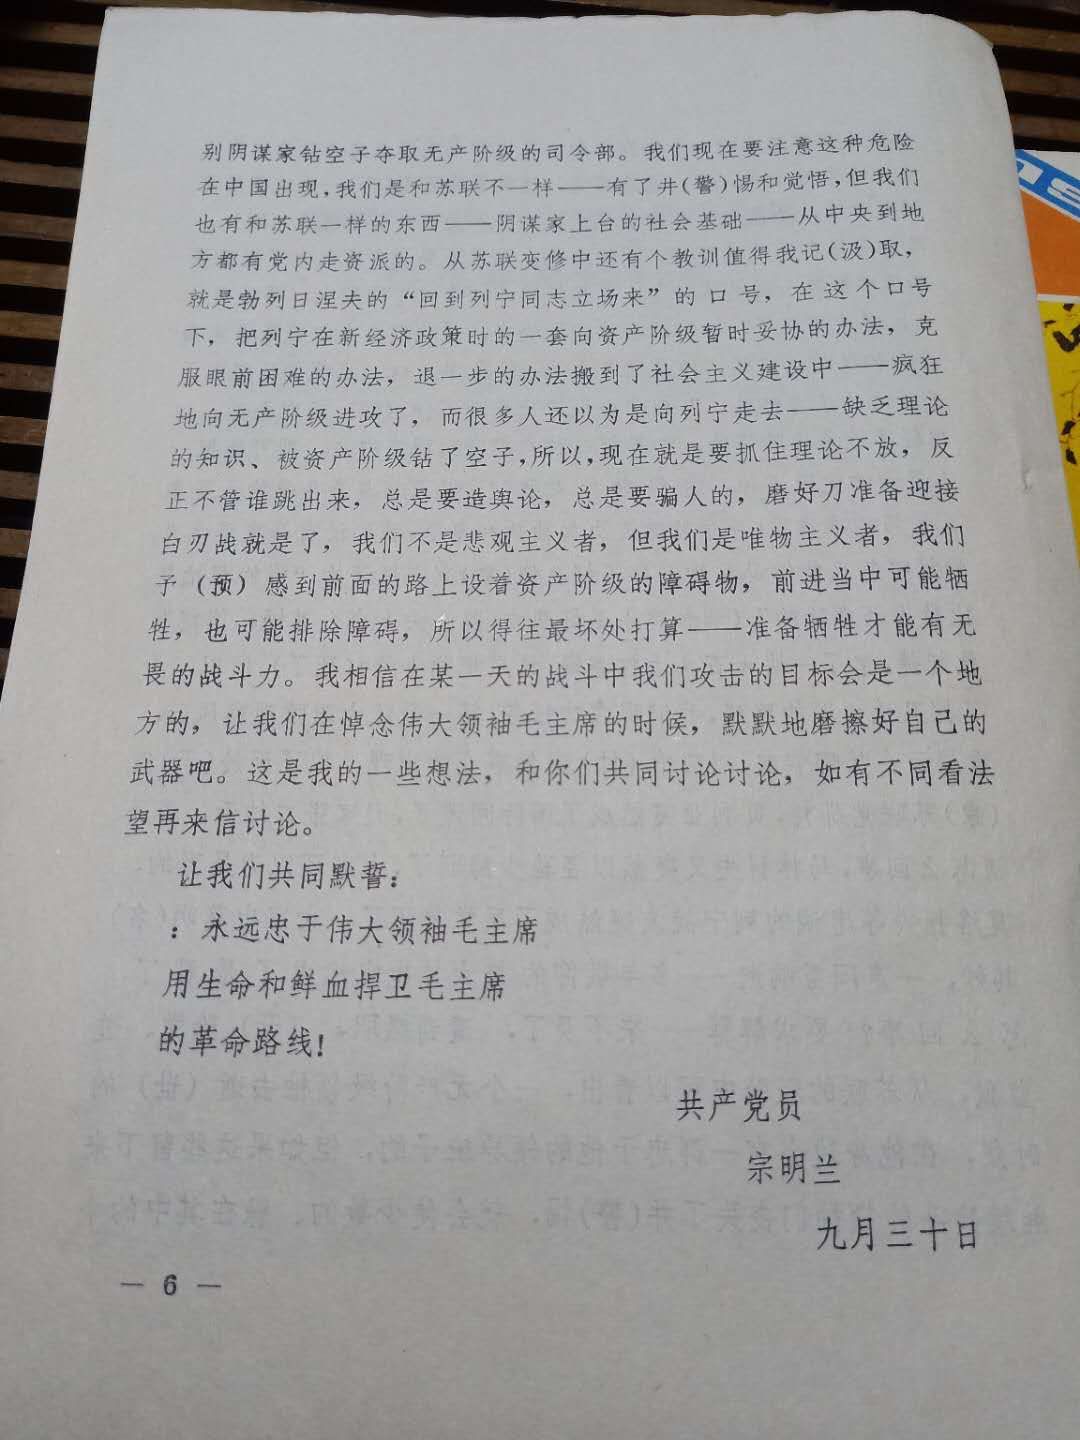 别阴谋家钻空子夺取无产阶级的司令部。我们现在要注意这种危险
在中国出现，我们是和苏联不一样——有了井(警)惕和觉悟，但我们
也有和苏联一样的东西——阴谋家上台的社会基础——从中央到地
方都有党内走资派的。从苏联变修中还有个教训值得我记(汲)取，
就是勃列日涅夫的“回到列宁同志立场来”的口号，在这个口号
下，把列宁在新经济政策时的一套向资产阶级暂时妥协的办法，克
服眼前困难的办法，退一步的办法搬到了社会主义建设中——疯狂
地向无产阶级进攻了，而很多人还以为是向列宁走去——缺乏理论
的知识、被资产阶级钻了空子，所以，现在就是要抓住理论不放，反
正不管谁跳出来，总是要造舆论，总是要骗人的，磨好刀准备迎接
白刃战就是了，我们不是悲观主义者，但我们是唯物主义者，我们
予（预）感到前面的路上设着资产阶级的障碍物，前进当中可能牺
牲，也可能排除障碍，所以得往最坏处打算——准备牺牲才能有无
畏的战斗力。我相信在某一天的战斗中我们攻击的目标会是一个地
方的，让我们在悼念伟大领袖毛主席的时候，默默地磨擦好自己的
武器吧。这是我的一些想法，和你们共同讨论讨论，如有不同看法
望再来信讨论。
让我们共同默誓：
：永远忠于伟大领袖毛主席
用生命和鲜血捍卫毛主席
的革命路线！
共产党员
宗明兰
九月三十日
— 6 —